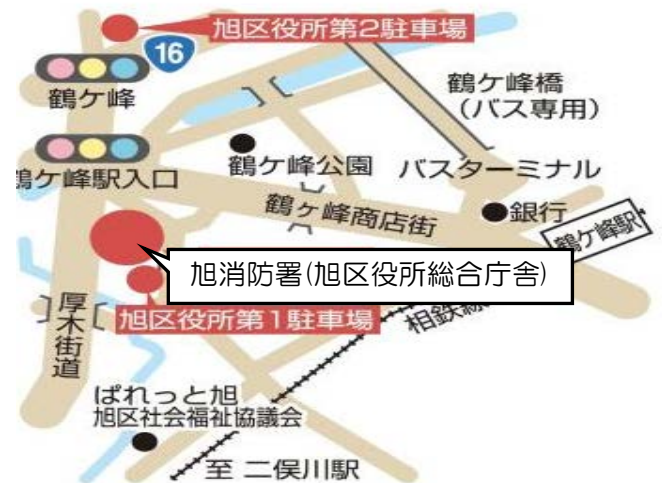 旭区役所第2駐車場
16
鶴ケ峰
鶴ケ峰橋
(バス専用)
鶴ケ峰駅入口
鶴ケ峰公園
バスターミナル
鶴ヶ峰商店街
銀行
鶴ケ峰駅
旭消防署(旭区役所総合庁舎)
旭区役所第1駐車場
相鉄線
厚木街道
ぱれっと旭
旭区社会福祉協議会
至 二俣川駅